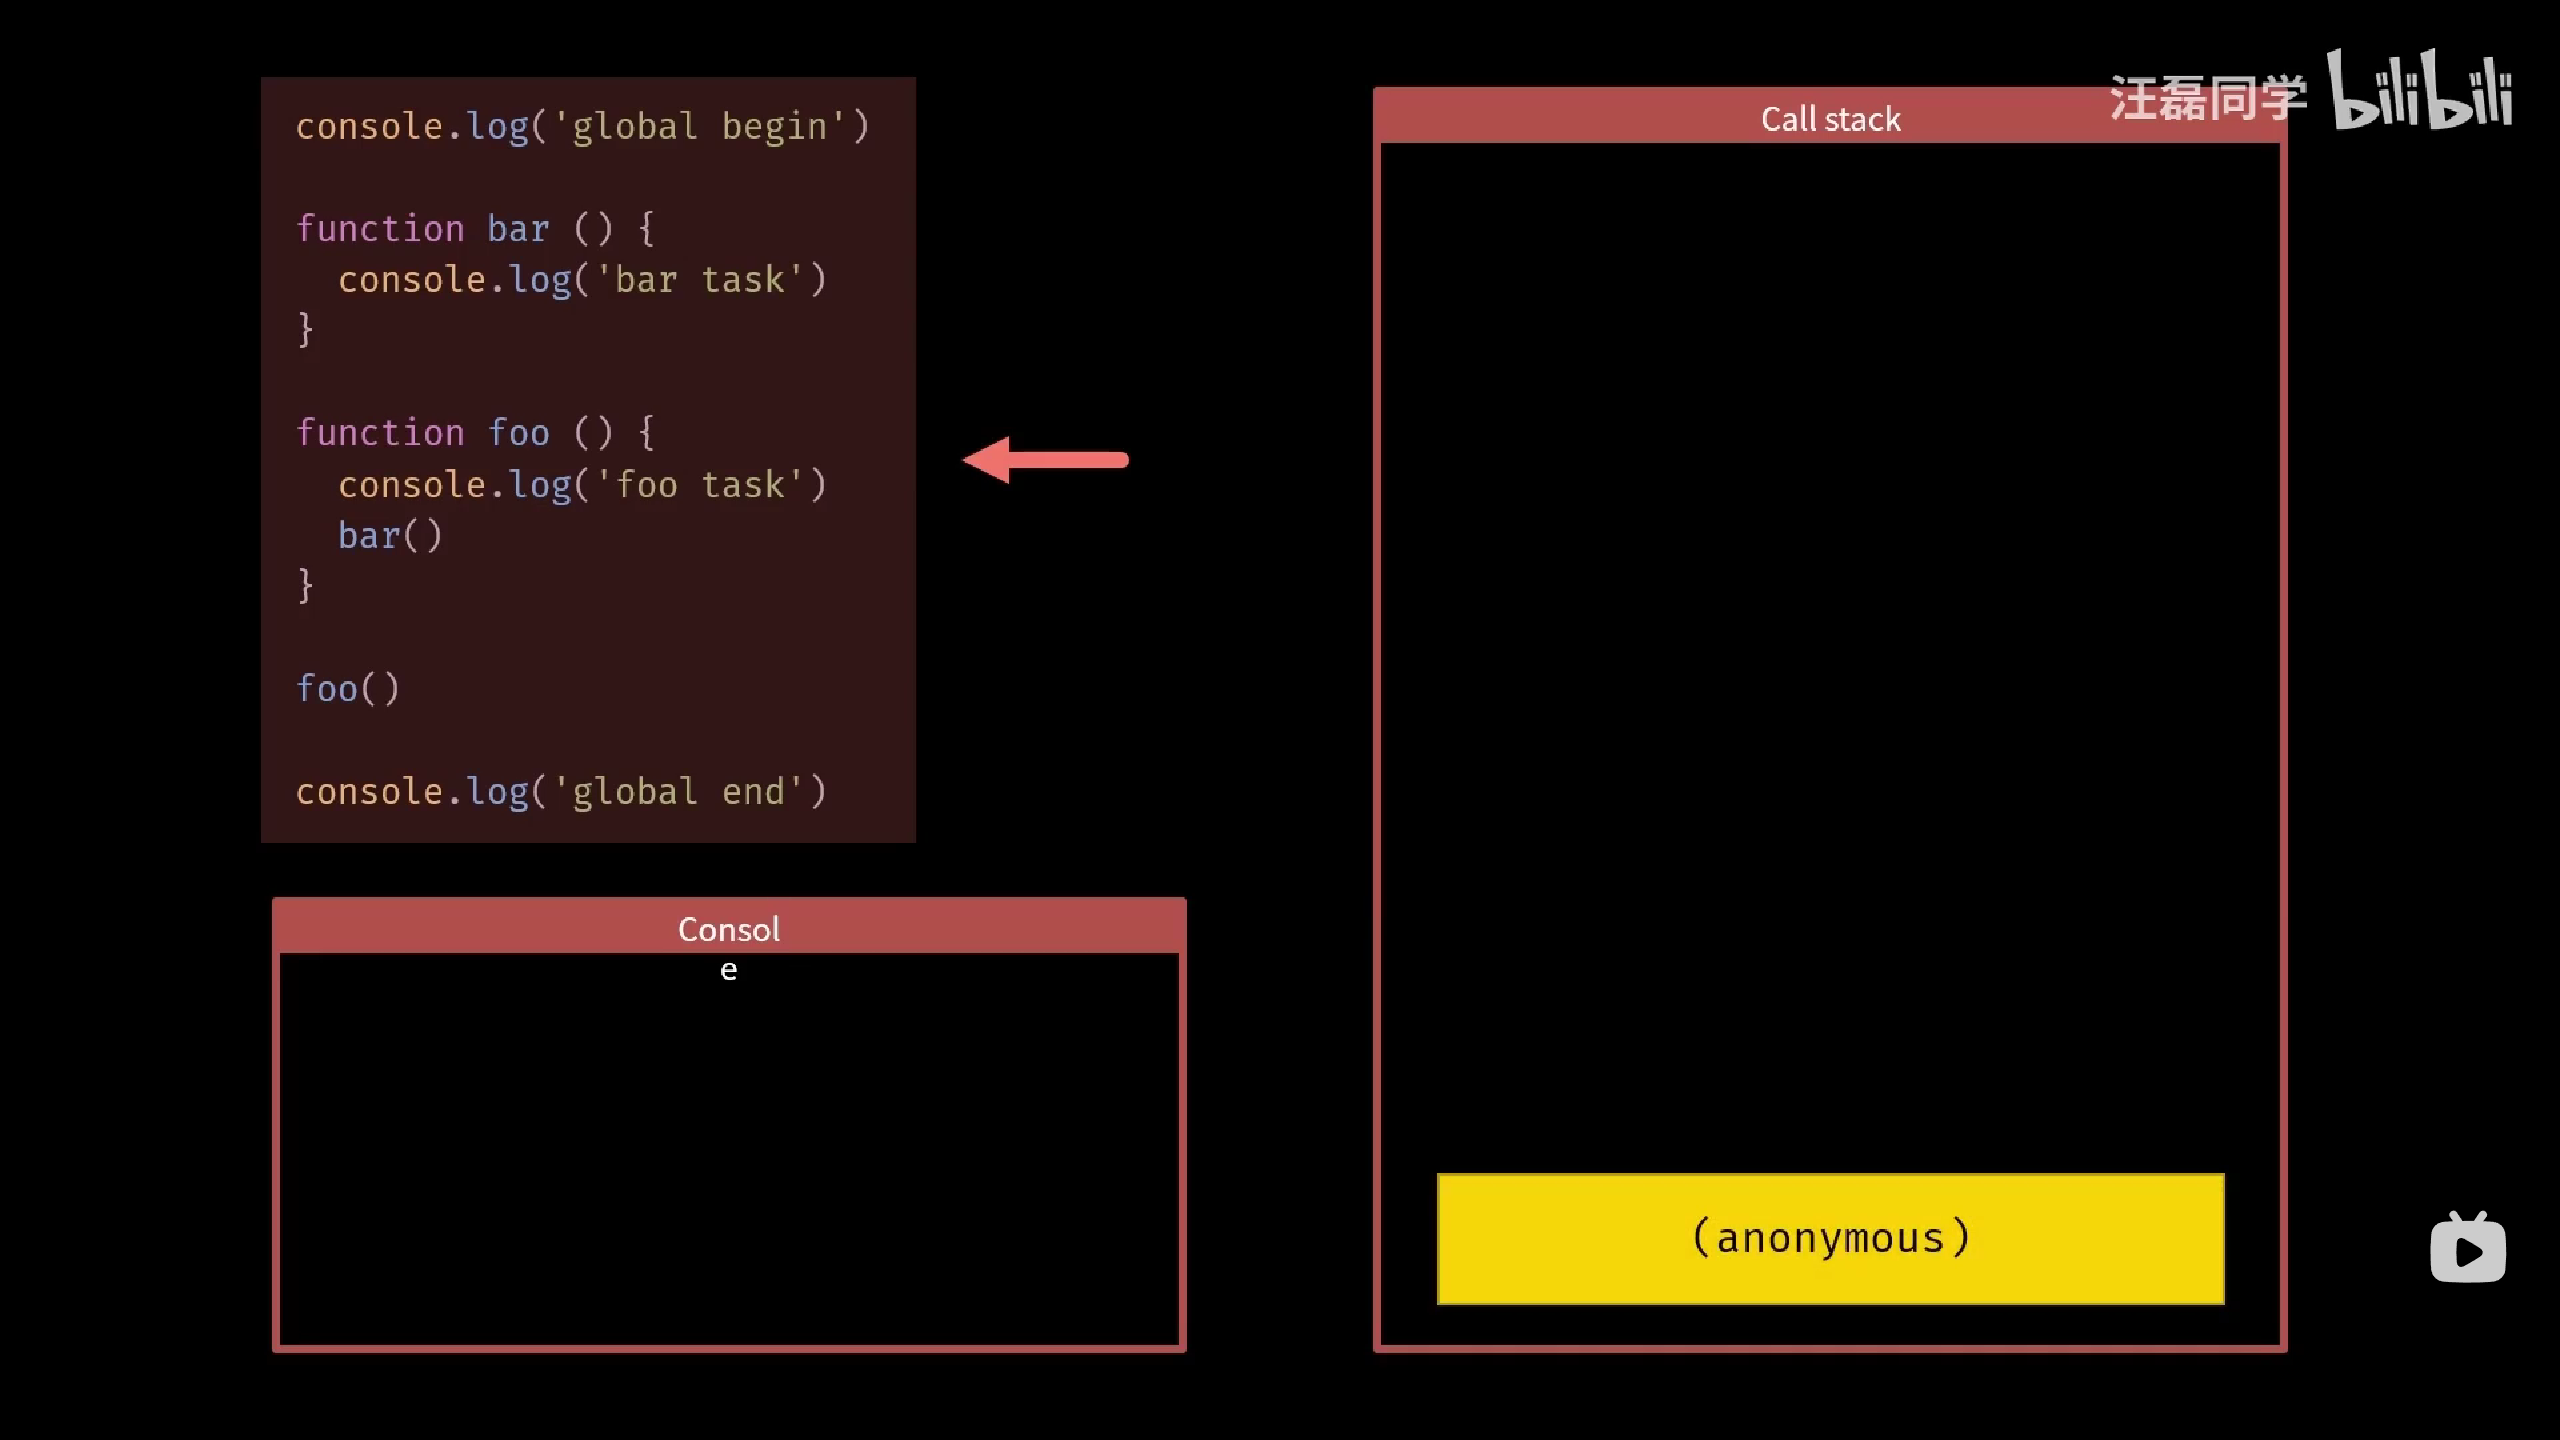 汪磊同学 bilibili
console.log('global begin')
function bar () {
  console.log('bar task')
}
function foo () {
  console.log('foo task')
  bar()
}
foo()
console.log('global end')
Consol
e
Call stack
(anonymous)